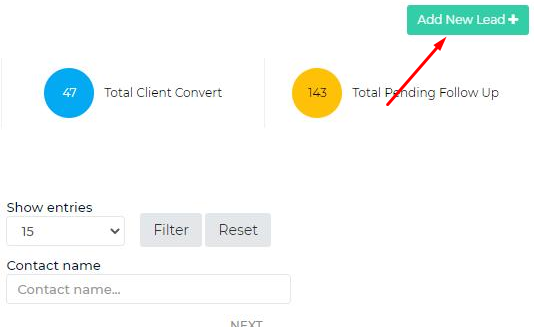 Add New Lead +
47 Total Client Convert 143 Total Pending Follow Up
Show entries
15 Filter Reset
Contact name
Contact name...
NEXT